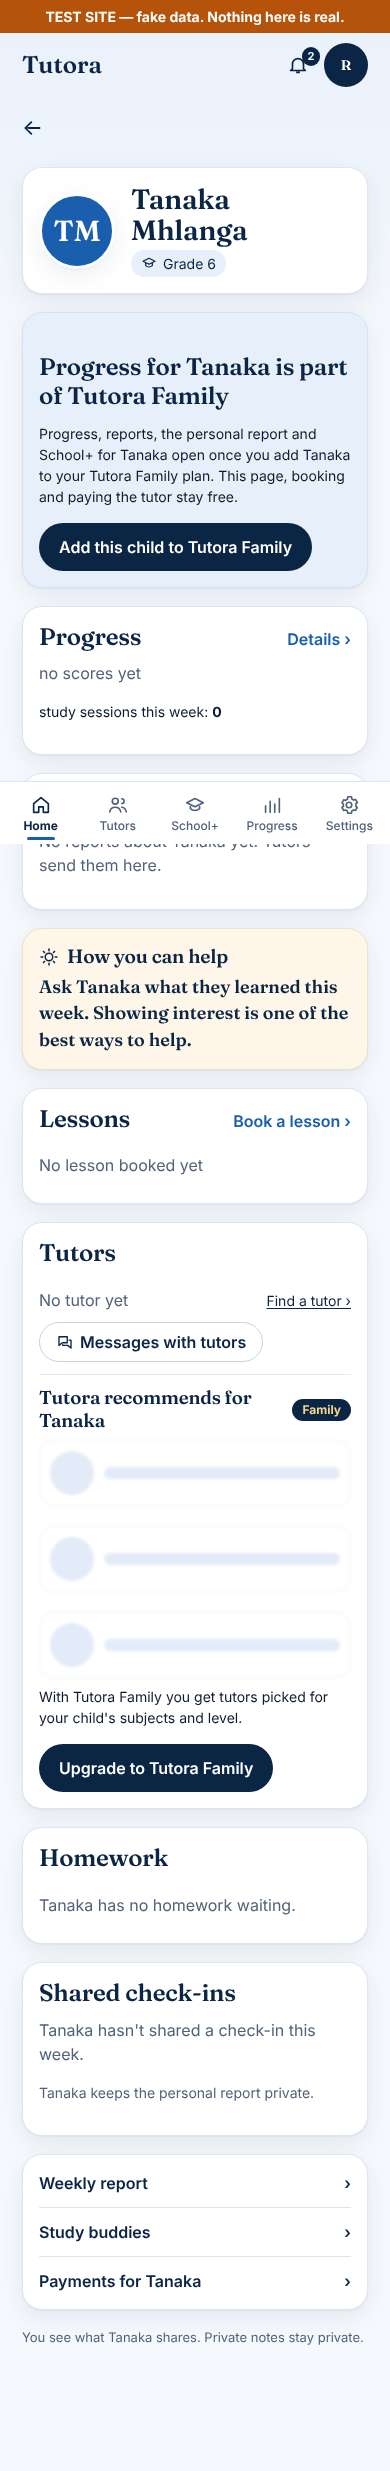 TEST SITE — fake data. Nothing here is real.
Tutora
2
R
←
TM
Tanaka
Mhlanga
Grade 6
Progress for Tanaka is part
of Tutora Family
Progress, reports, the personal report and
School+ for Tanaka open once you add Tanaka
to your Tutora Family plan. This page, booking
and paying the tutor stay free.
Add this child to Tutora Family
Progress
Details ›
no scores yet
study sessions this week: 0
Home
Tutors
School+
Progress
Settings
No reports about Tanaka yet. Tutors
send them here.
How you can help
Ask Tanaka what they learned this
week. Showing interest is one of the
best ways to help.
Lessons
Book a lesson ›
No lesson booked yet
Tutors
No tutor yet
Find a tutor ›
Messages with tutors
Tutora recommends for
Tanaka
Family
With Tutora Family you get tutors picked for
your child's subjects and level.
Upgrade to Tutora Family
Homework
Tanaka has no homework waiting.
Shared check-ins
Tanaka hasn't shared a check-in this
week.
Tanaka keeps the personal report private.
Weekly report ›
Study buddies ›
Payments for Tanaka ›
You see what Tanaka shares. Private notes stay private.